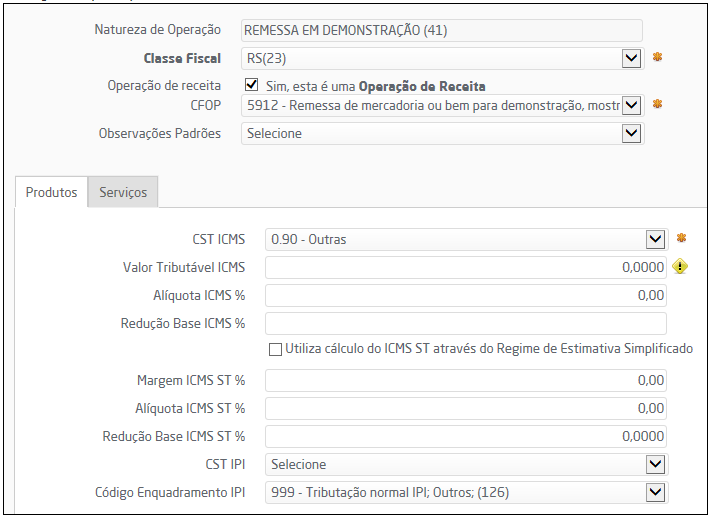 Natureza de Operação REMESSA EM DEMONSTRAÇÃO (41)
Classe Fiscal RS(23)
Operação de receita Sim, esta é uma Operação de Receita
CFOP 5912 - Remessa de mercadoria ou bem para demonstração, mostr
Observações Padrões Selecione
Produtos Serviços
CST ICMS 0.90 - Outras
Valor Tributável ICMS 0,0000
Alíquota ICMS % 0,00
Redução Base ICMS %
Utiliza cálculo do ICMS ST através do Regime de Estimativa Simplificado
Margem ICMS ST % 0,00
Alíquota ICMS ST % 0,00
Redução Base ICMS ST % 0,0000
CST IPI Selecione
Código Enquadramento IPI 999 - Tributação normal IPI; Outros; (126)